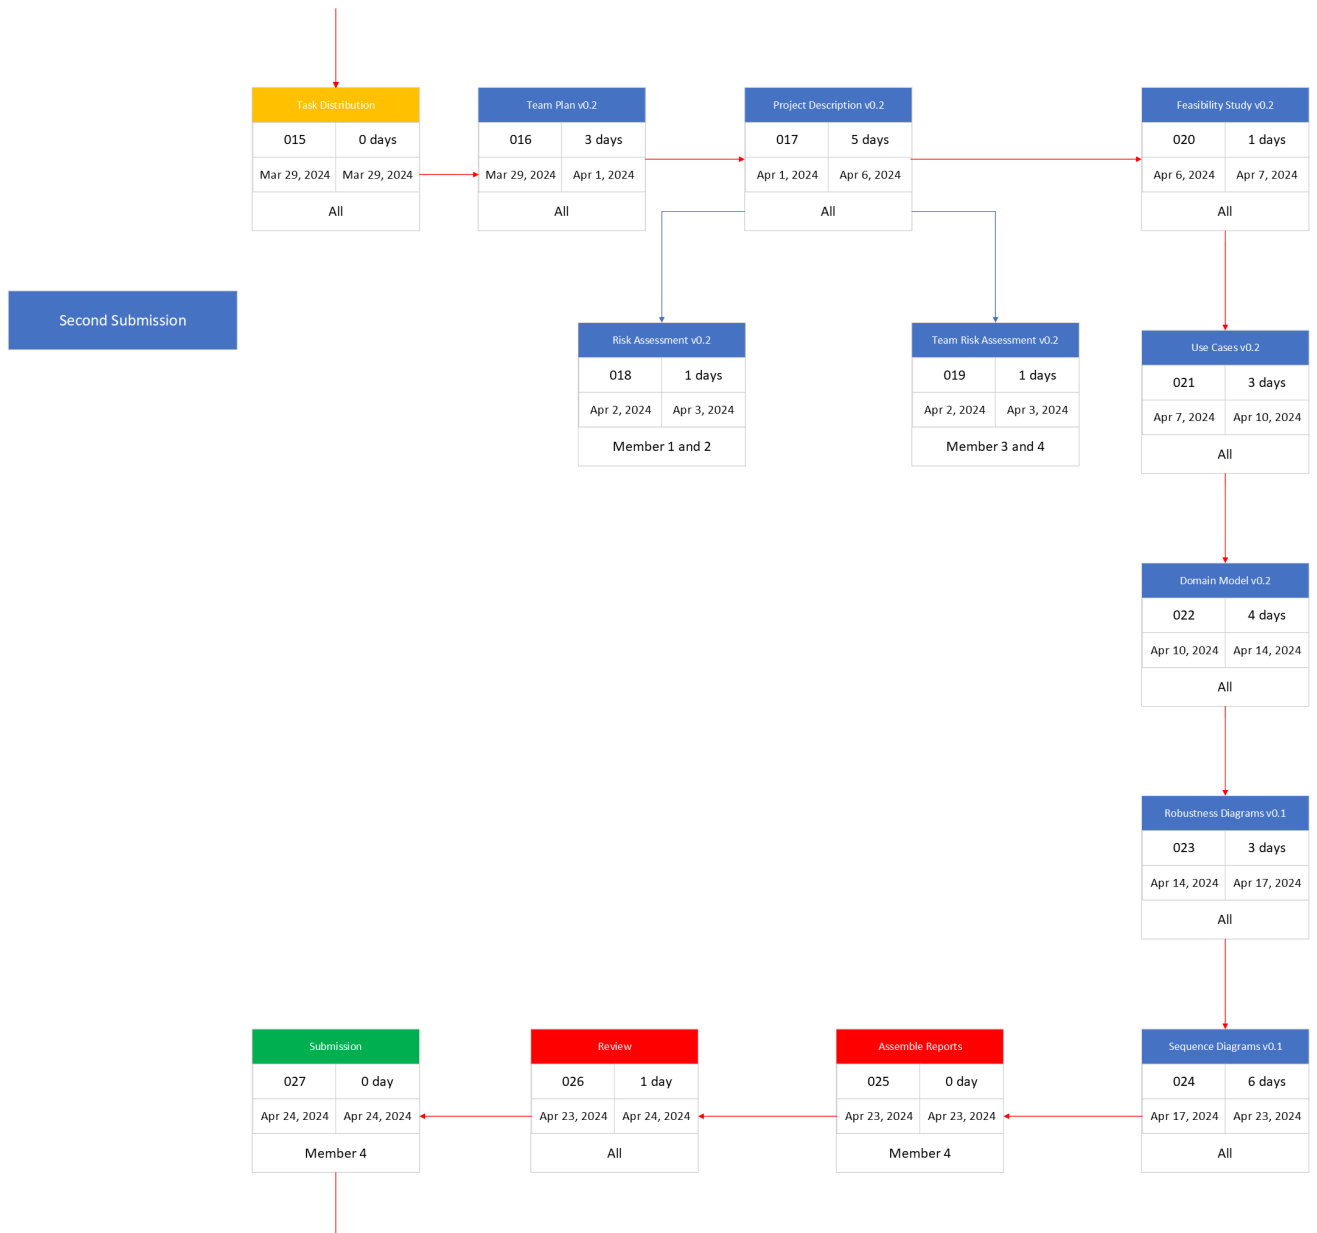 Task Distribution
015 0 days
Mar 29, 2024 Mar 29, 2024
All
Team Plan v0.2
016 3 days
Mar 29, 2024 Apr 1, 2024
All
Project Description v0.2
017 5 days
Apr 1, 2024 Apr 6, 2024
All
Feasibility Study v0.2
020 1 days
Apr 6, 2024 Apr 7, 2024
All
Second Submission
Risk Assessment v0.2
018 1 days
Apr 2, 2024 Apr 3, 2024
Member 1 and 2
Team Risk Assessment v0.2
019 1 days
Apr 2, 2024 Apr 3, 2024
Member 3 and 4
Use Cases v0.2
021 3 days
Apr 7, 2024 Apr 10, 2024
All
Domain Model v0.2
022 4 days
Apr 10, 2024 Apr 14, 2024
All
Robustness Diagrams v0.1
023 3 days
Apr 14, 2024 Apr 17, 2024
All
Submission
027 0 day
Apr 24, 2024 Apr 24, 2024
Member 4
Review
026 1 day
Apr 23, 2024 Apr 24, 2024
All
Assemble Reports
025 0 day
Apr 23, 2024 Apr 23, 2024
Member 4
Sequence Diagrams v0.1
024 6 days
Apr 17, 2024 Apr 23, 2024
All